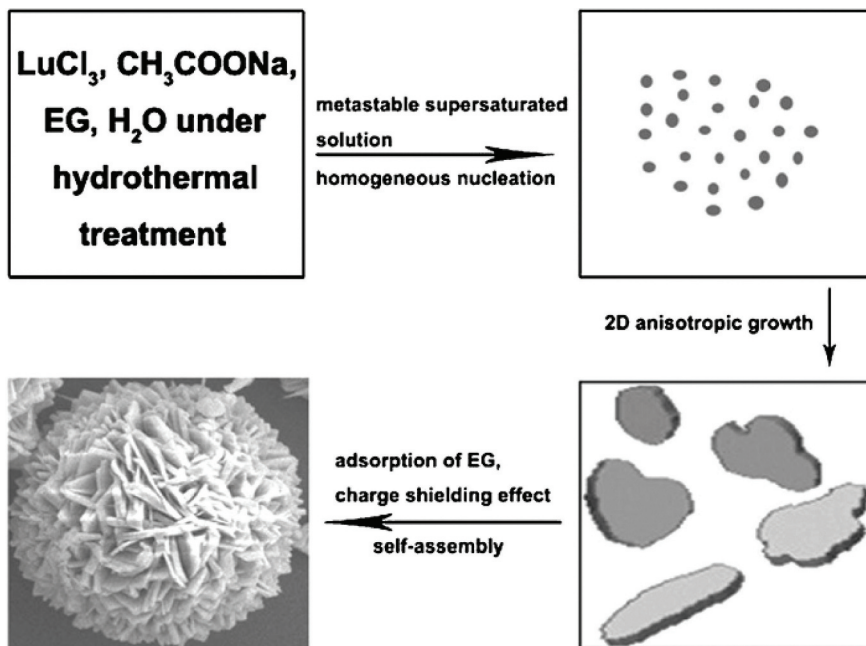 LuCl₃, CH₃COONa,
EG, H₂O under
hydrothermal
treatment
metastable supersaturated
solution
homogeneous nucleation
2D anisotropic growth
adsorption of EG,
charge shielding effect
self-assembly